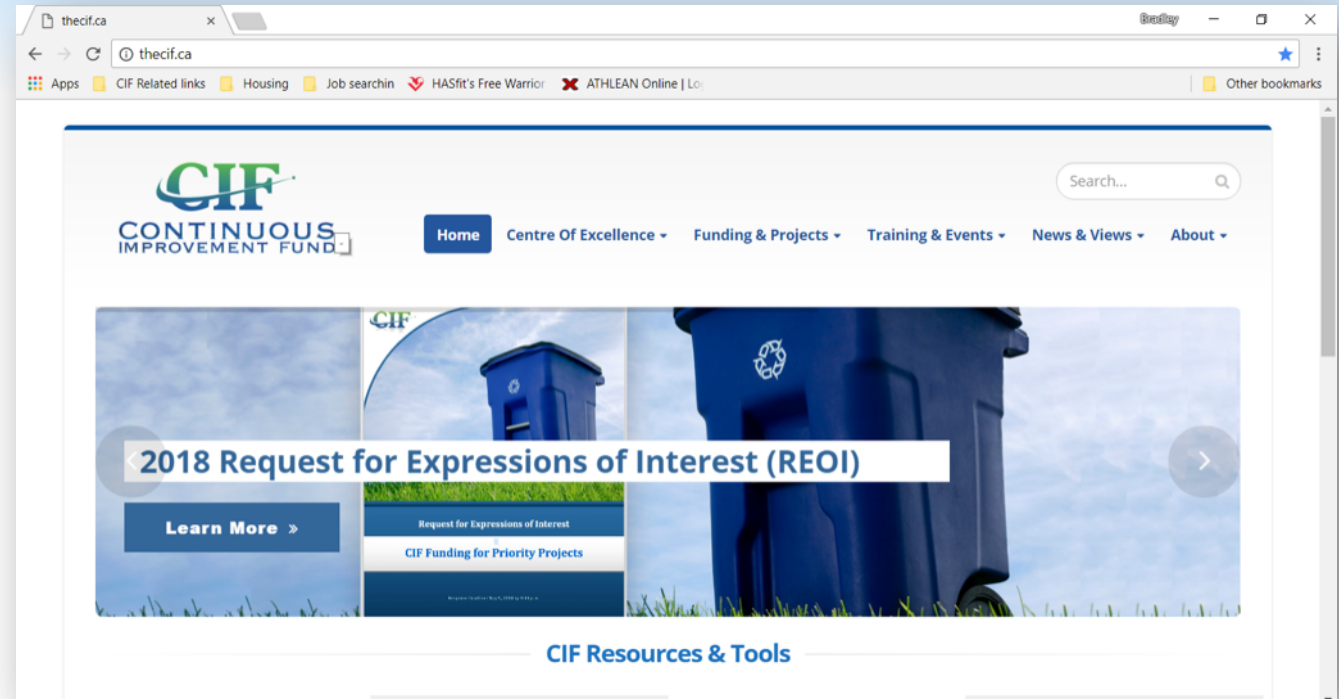 thecif.ca
Bradley
thecif.ca
Apps CIF Related links Housing Job searchin HASfit's Free Warrior ATHLEAN Online | Lo
Other bookmarks
CIF
CONTINUOUS
IMPROVEMENT FUND
Search...
Home Centre Of Excellence Funding & Projects Training & Events News & Views About
CIF
2018 Request for Expressions of Interest (REOI)
Learn More »
Request for Expressions of Interest
CIF Funding for Priority Projects
CIF Resources & Tools